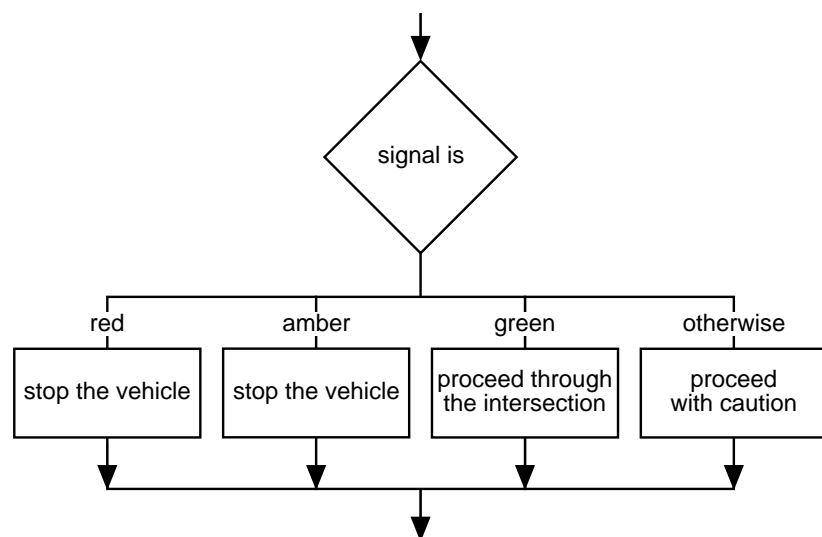 signal is
red
amber
green
otherwise
stop the vehicle
stop the vehicle
proceed through
the intersection
proceed
with caution